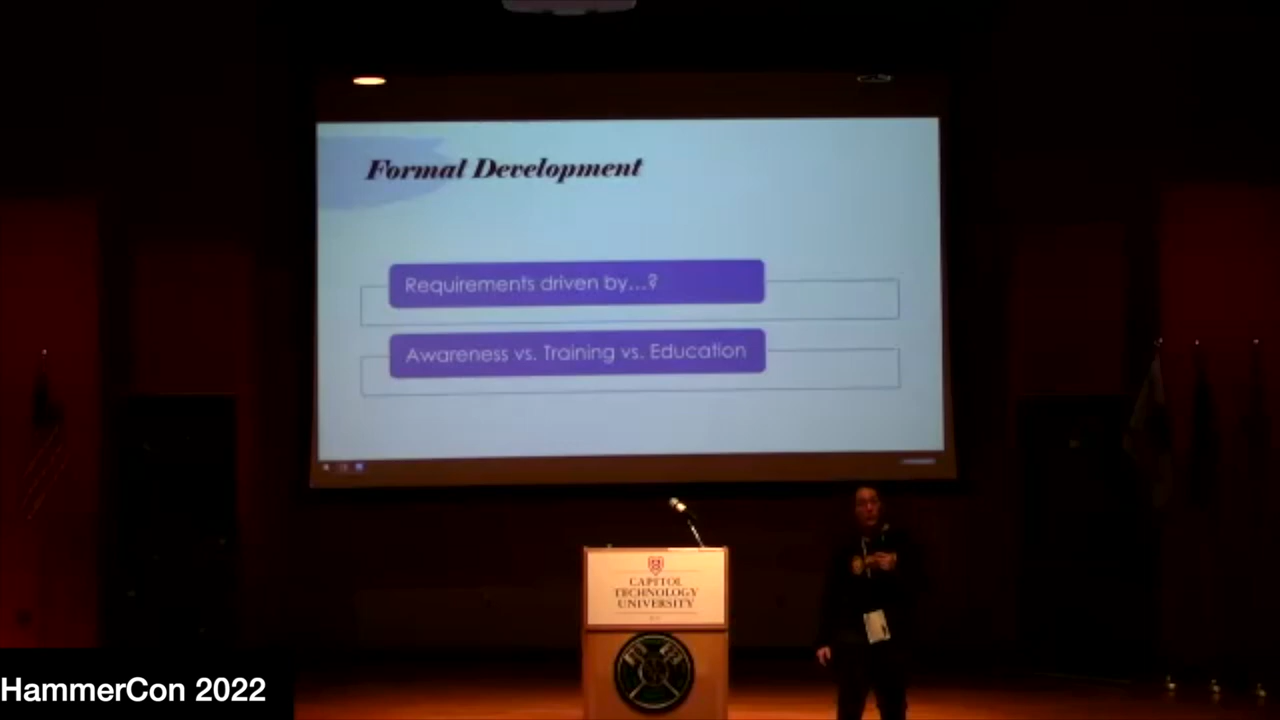 Formal Development
Requirements driven by...?
Awareness vs. Training vs. Education
CAPITOL
TECHNOLOGY
UNIVERSITY
HammerCon 2022